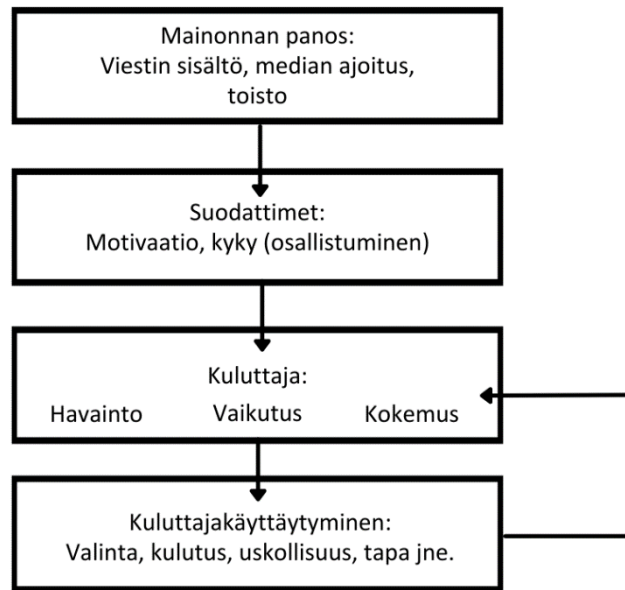 Mainonnan panos:
Viestin sisältö, median ajoitus,
toisto
Suodattimet:
Motivaatio, kyky (osallistuminen)
Kuluttaja:
Havainto Vaikutus Kokemus
Kuluttajakäyttäytyminen:
Valinta, kulutus, uskollisuus, tapa jne.